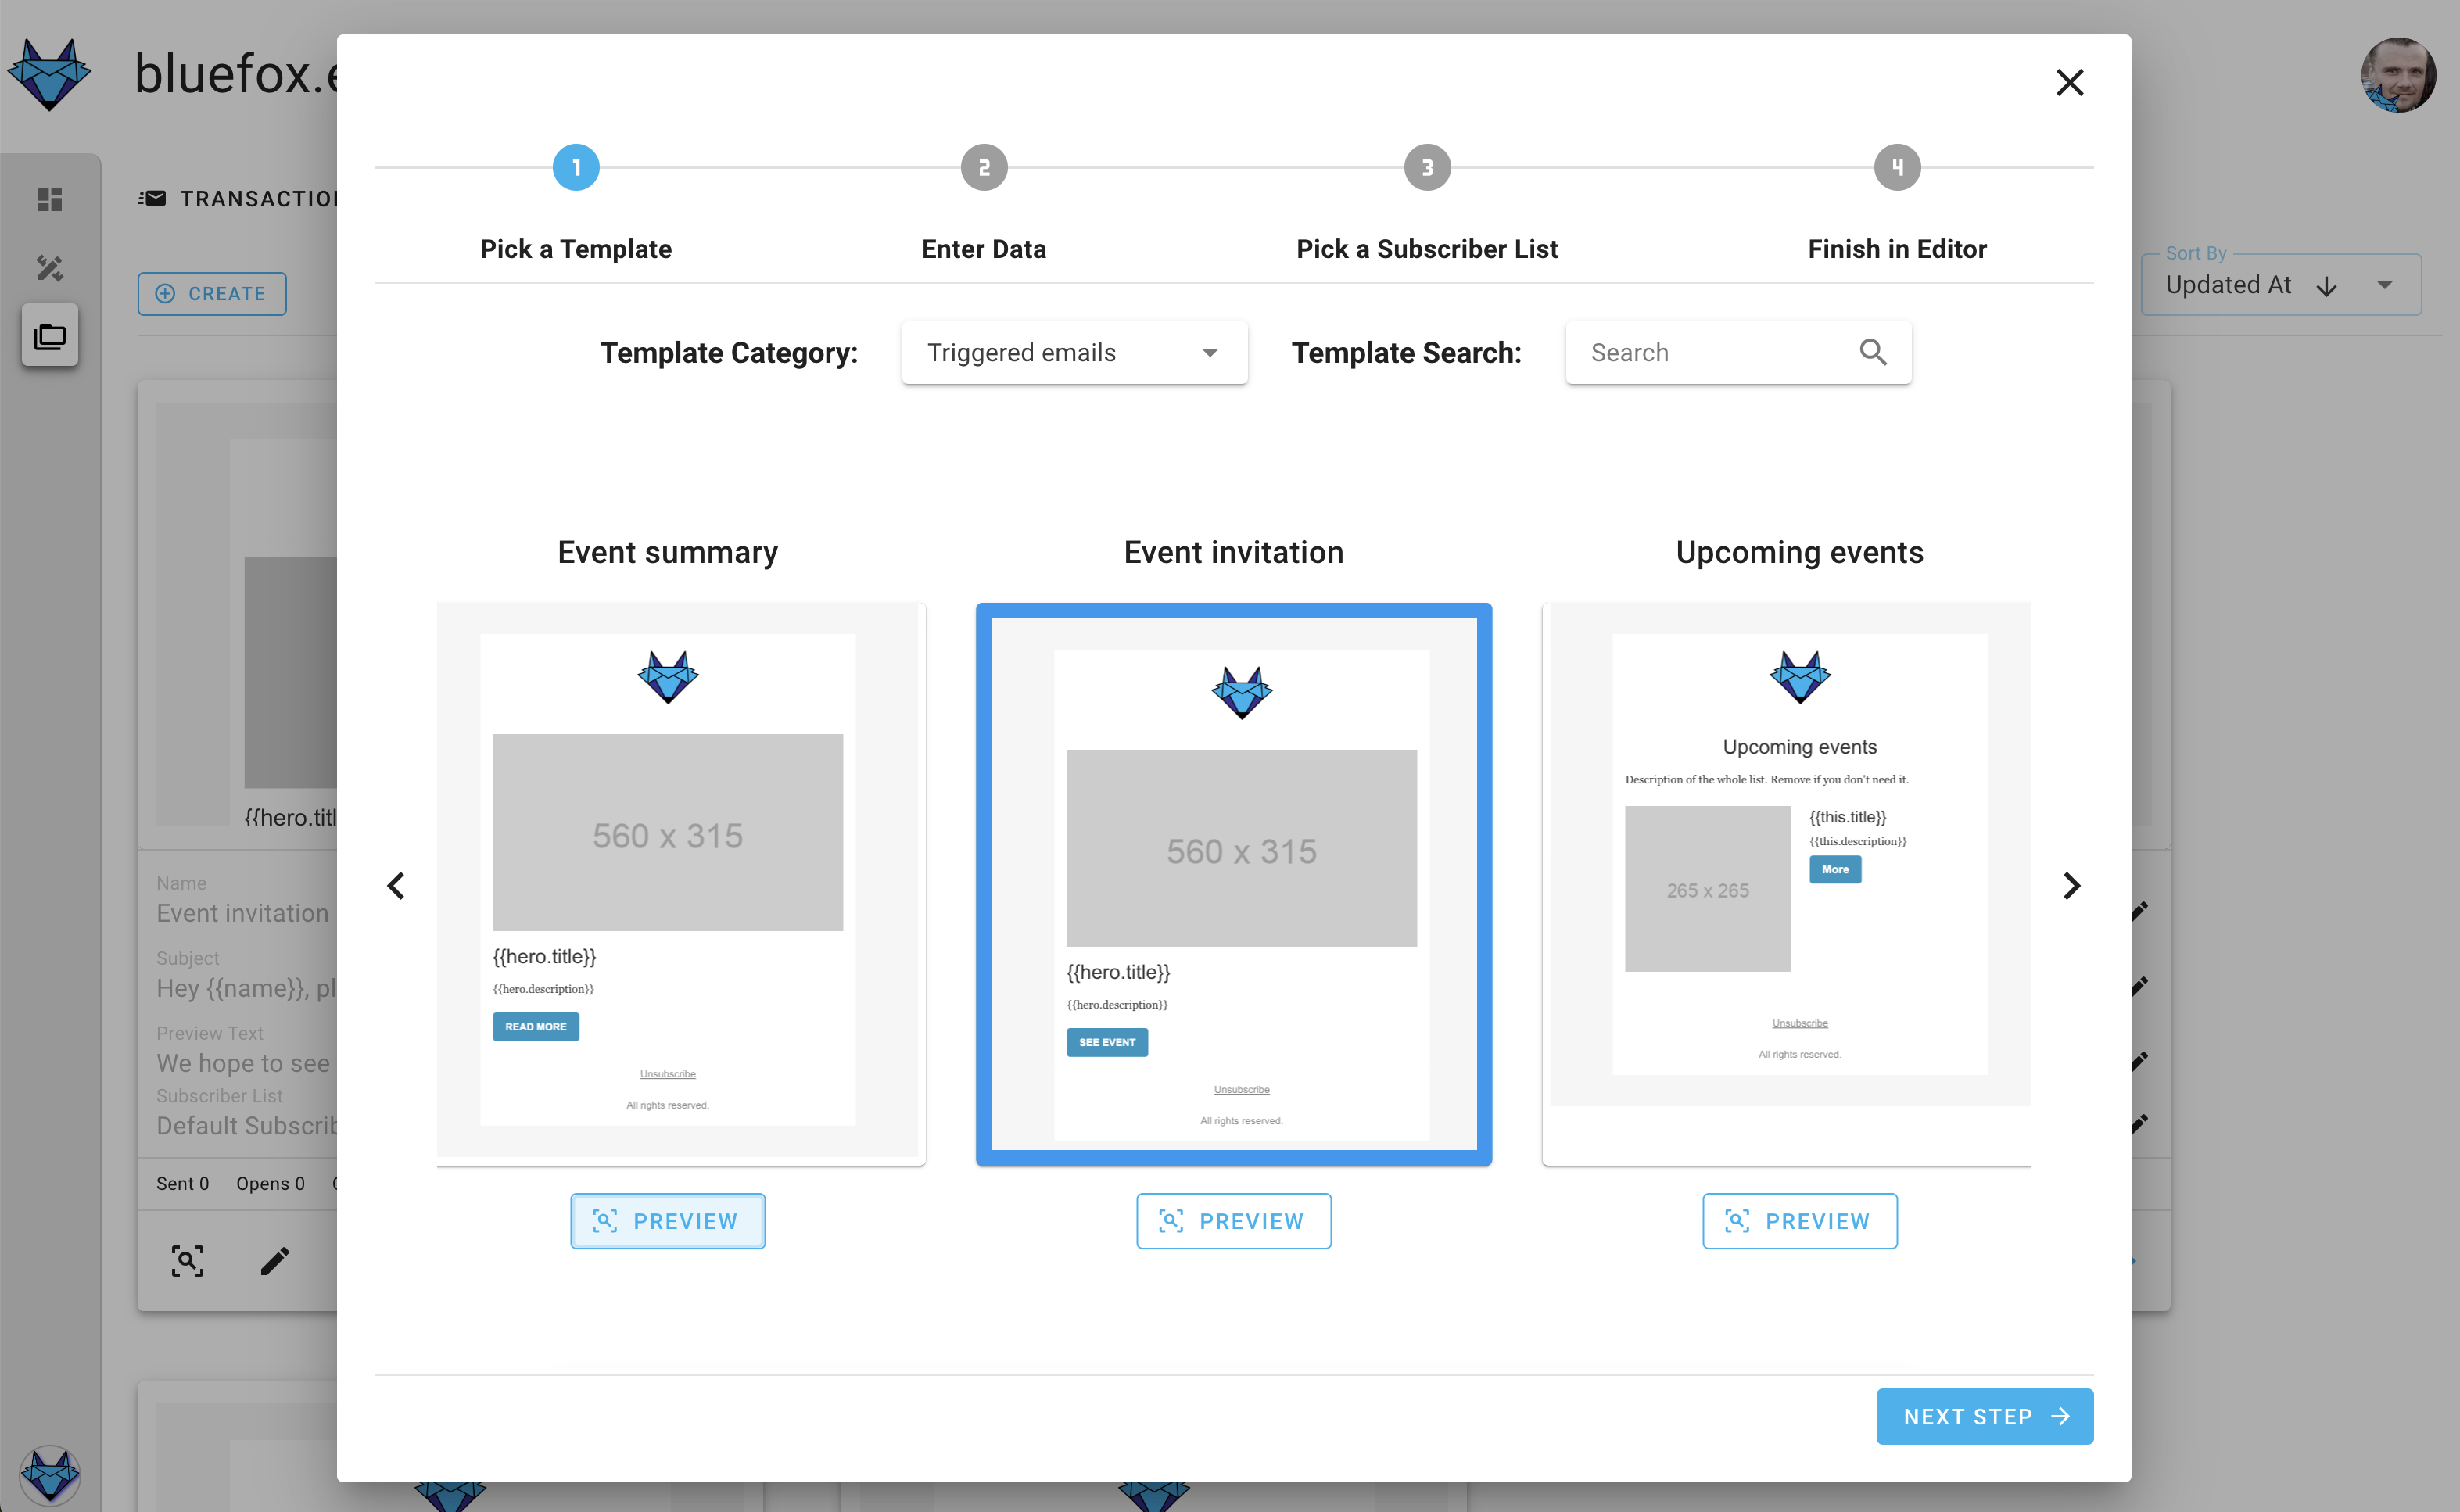 bluefox.e
TRANSACTION
CREATE
Sort By
Updated At
1
2
3
4
Pick a Template
Enter Data
Pick a Subscriber List
Finish in Editor
Template Category:
Triggered emails
Template Search:
Search
Event summary
Event invitation
Upcoming events
560 x 315
{{hero.title}}
{{hero.description}}
READ MORE
Unsubscribe
All rights reserved.
560 x 315
{{hero.title}}
{{hero.description}}
SEE EVENT
Unsubscribe
All rights reserved.
Upcoming events
Description of the whole list. Remove if you don't need it.
265 x 265
{{this.title}}
{{this.description}}
More
Unsubscribe
All rights reserved.
PREVIEW
PREVIEW
PREVIEW
NEXT STEP
{{hero.titl
Name
Event invitation
Subject
Hey {{name}}, pl
Preview Text
We hope to see
Subscriber List
Default Subscrib
Sent 0
Opens 0